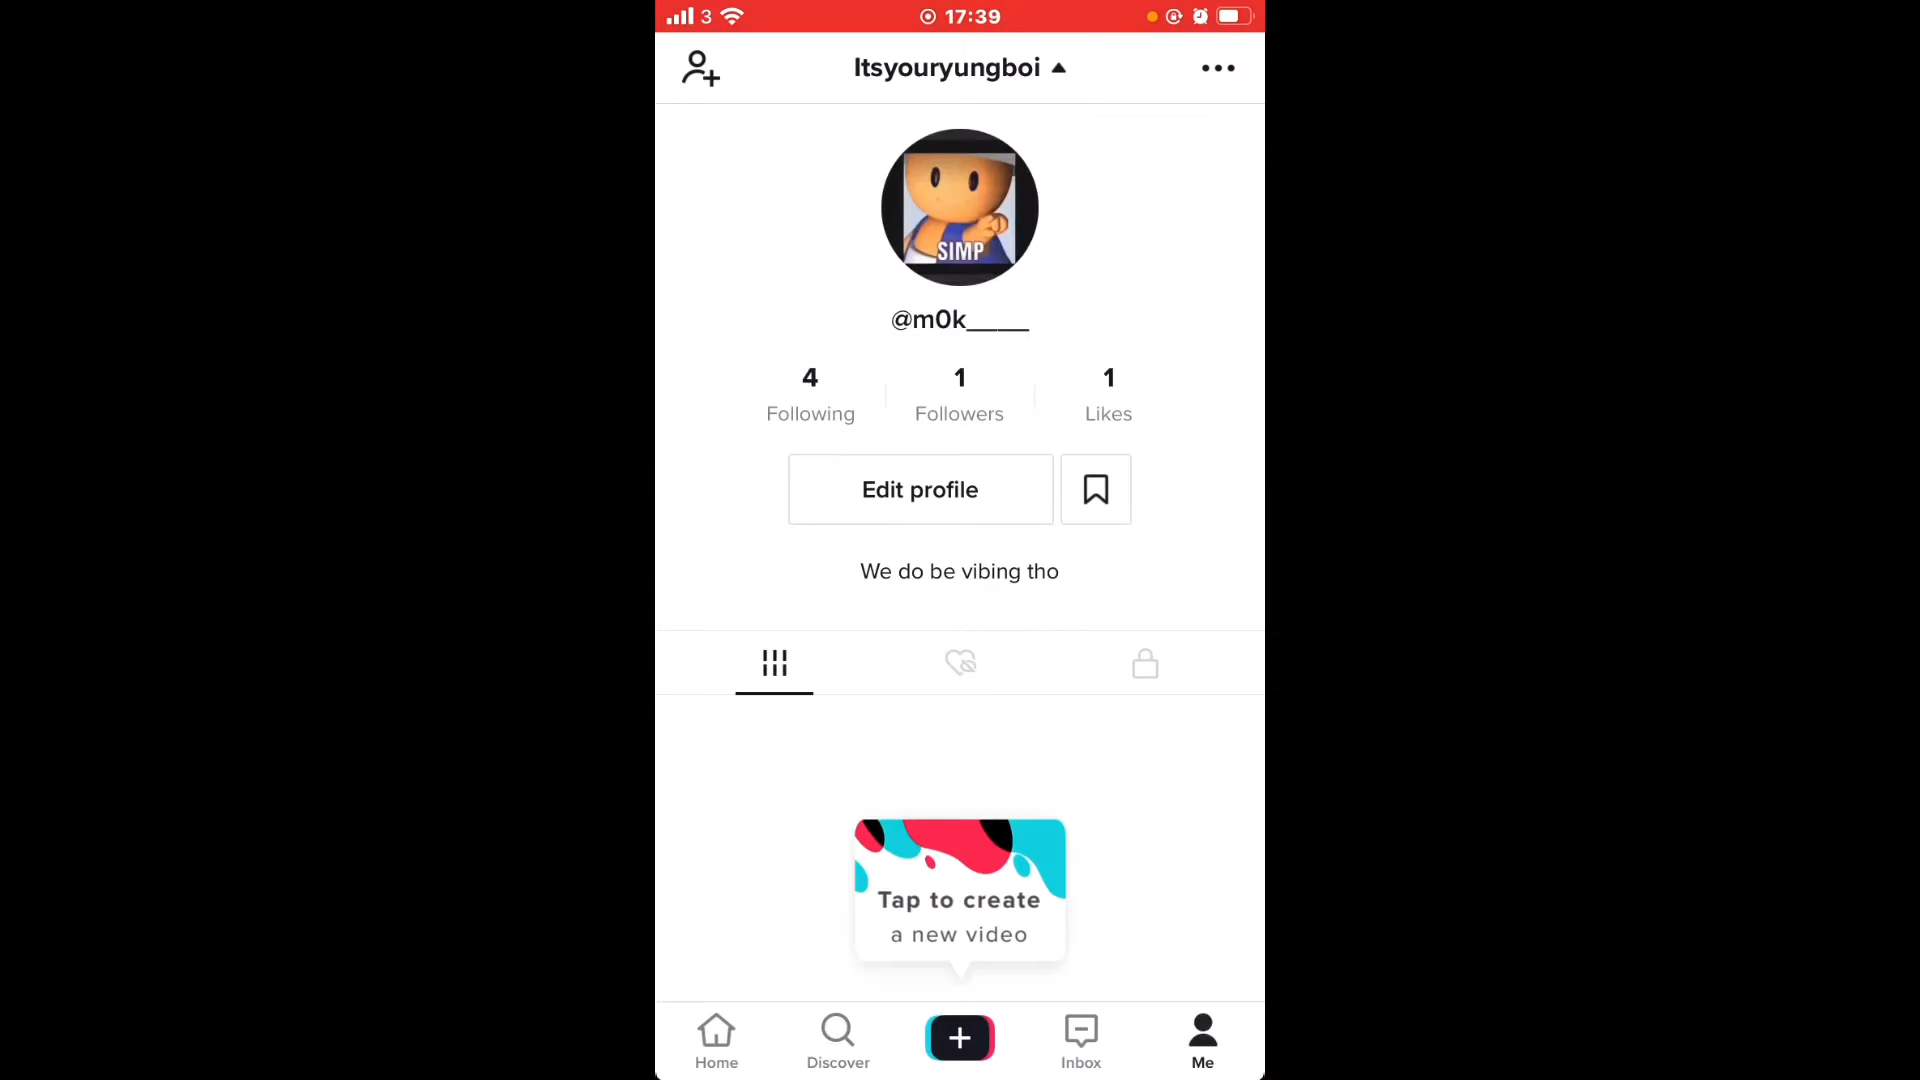 3 17:39
Itsyouryungboi
SIMP
@m0k_____
4 1 1
Following Followers Likes
Edit profile
We do be vibing tho
Tap to create
a new video
Home Discover Inbox Me